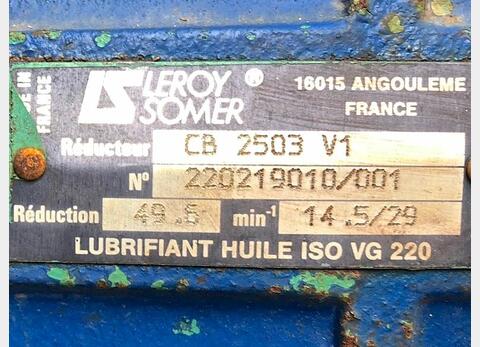 MADE IN
FRANCE
LS LEROY
SOMER ®
16015 ANGOULEME
FRANCE
Réducteur CB 2503 V1
N° 220219010/001
Réduction 49.6 min-1 14.5/29
LUBRIFIANT HUILE ISO VG 220